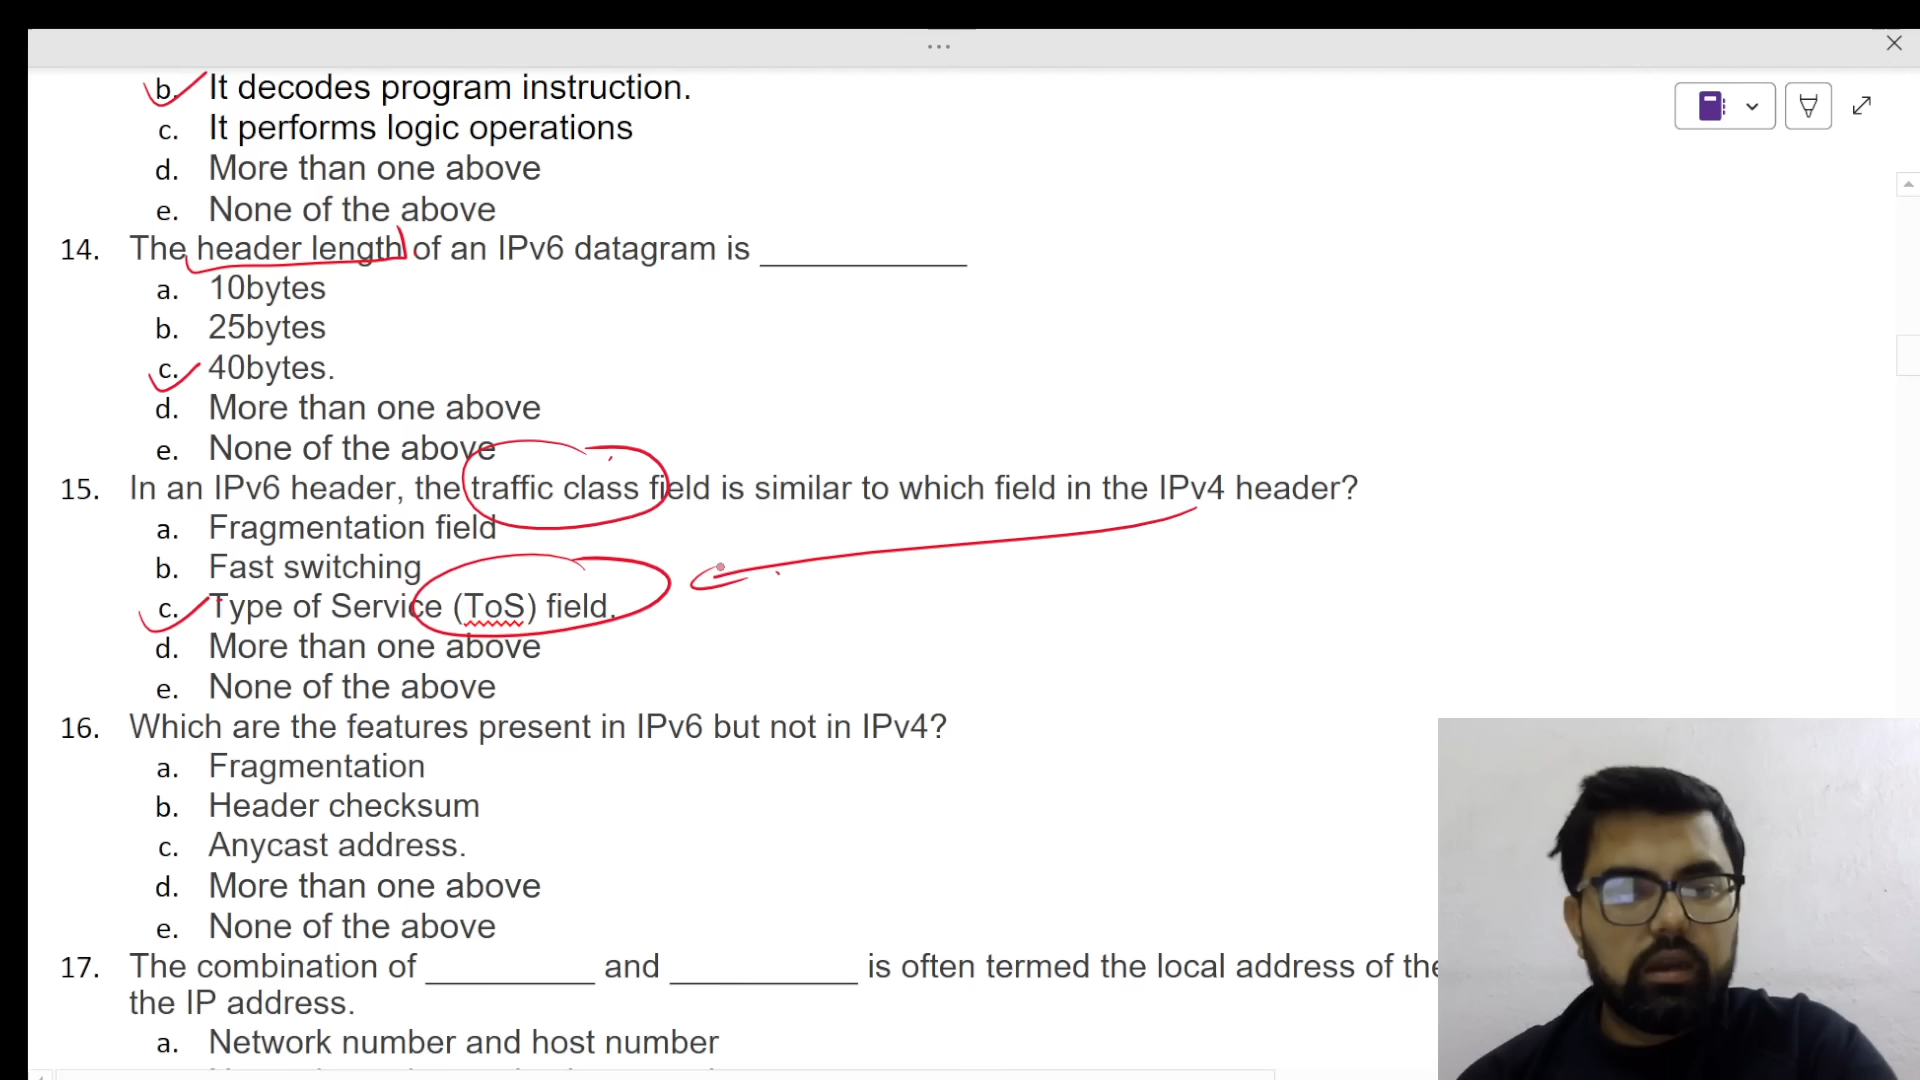 b. It decodes program instruction.
c. It performs logic operations
d. More than one above
e. None of the above
14. The header length of an IPv6 datagram is ____________
a. 10bytes
b. 25bytes
c. 40bytes.
d. More than one above
e. None of the above
15. In an IPv6 header, the traffic class field is similar to which field in the IPv4 header?
a. Fragmentation field
b. Fast switching
c. Type of Service (ToS) field.
d. More than one above
e. None of the above
16. Which are the features present in IPv6 but not in IPv4?
a. Fragmentation
b. Header checksum
c. Anycast address.
d. More than one above
e. None of the above
17. The combination of __________ and ___________ is often termed the local address of the
the IP address.
a. Network number and host number